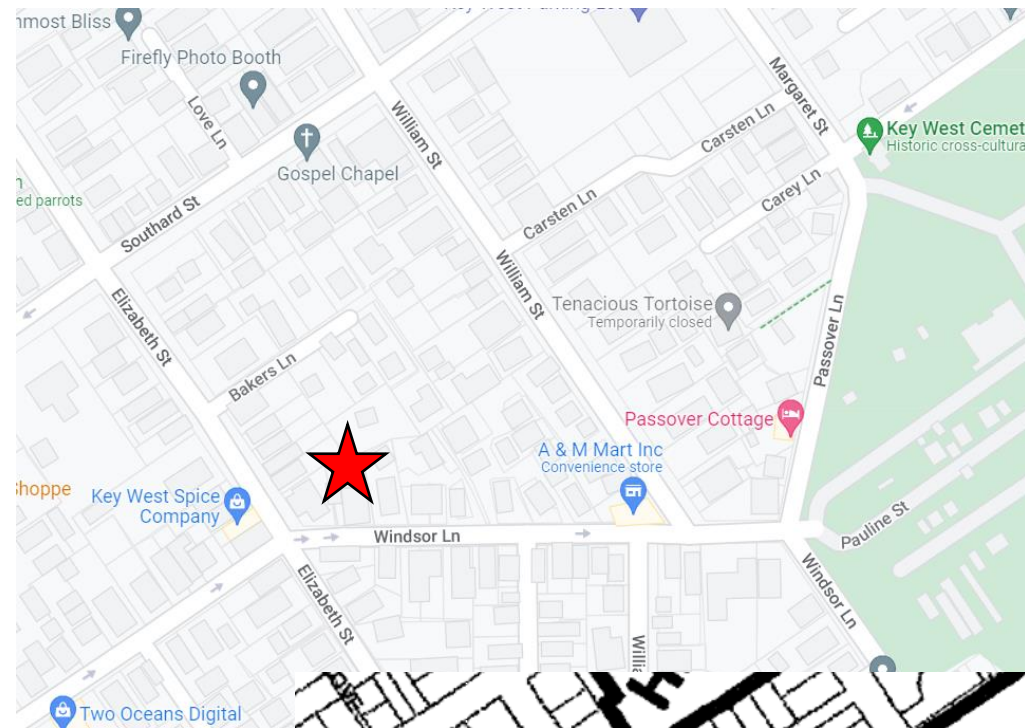 nmost Bliss
Firefly Photo Booth
Love Ln
Gospel Chapel
William St
Margaret St
Carsten Ln
Key West Cemet
Historic cross-cultura
ed parrots
Southard St
Carsten Ln
Carey Ln
William St
Elizabeth St
Tenacious Tortoise
Temporarily closed
Passover Ln
Bakers Ln
Passover Cottage
A & M Mart Inc
Convenience store
Shoppe
Key West Spice
Company
Windsor Ln
Pauline St
Elizabeth St
Windsor Ln
Willia
Two Oceans Digital